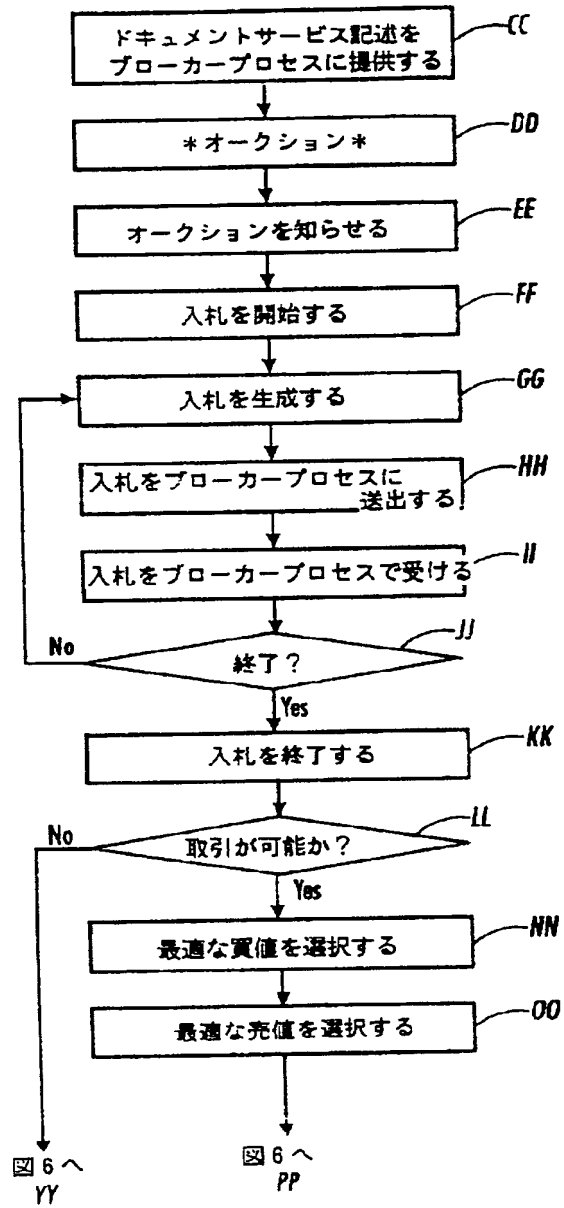 ドキュメントサービス記述を
ブローカープロセスに提供する
CC
*オークション*
DD
オークションを知らせる
EE
入札を開始する
FF
入札を生成する
GG
入札をブローカープロセスに
送出する
HH
入札をブローカープロセスで受ける
II
終了?
JJ
No
Yes
入札を終了する
KK
取引が可能か?
LL
No
Yes
最適な買値を選択する
NN
最適な売値を選択する
OO
図6へ
YY
図6へ
PP